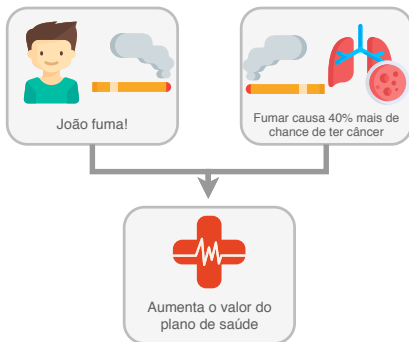 João fuma!
Fumar causa 40% mais de
chance de ter câncer
Aumenta o valor do
plano de saúde